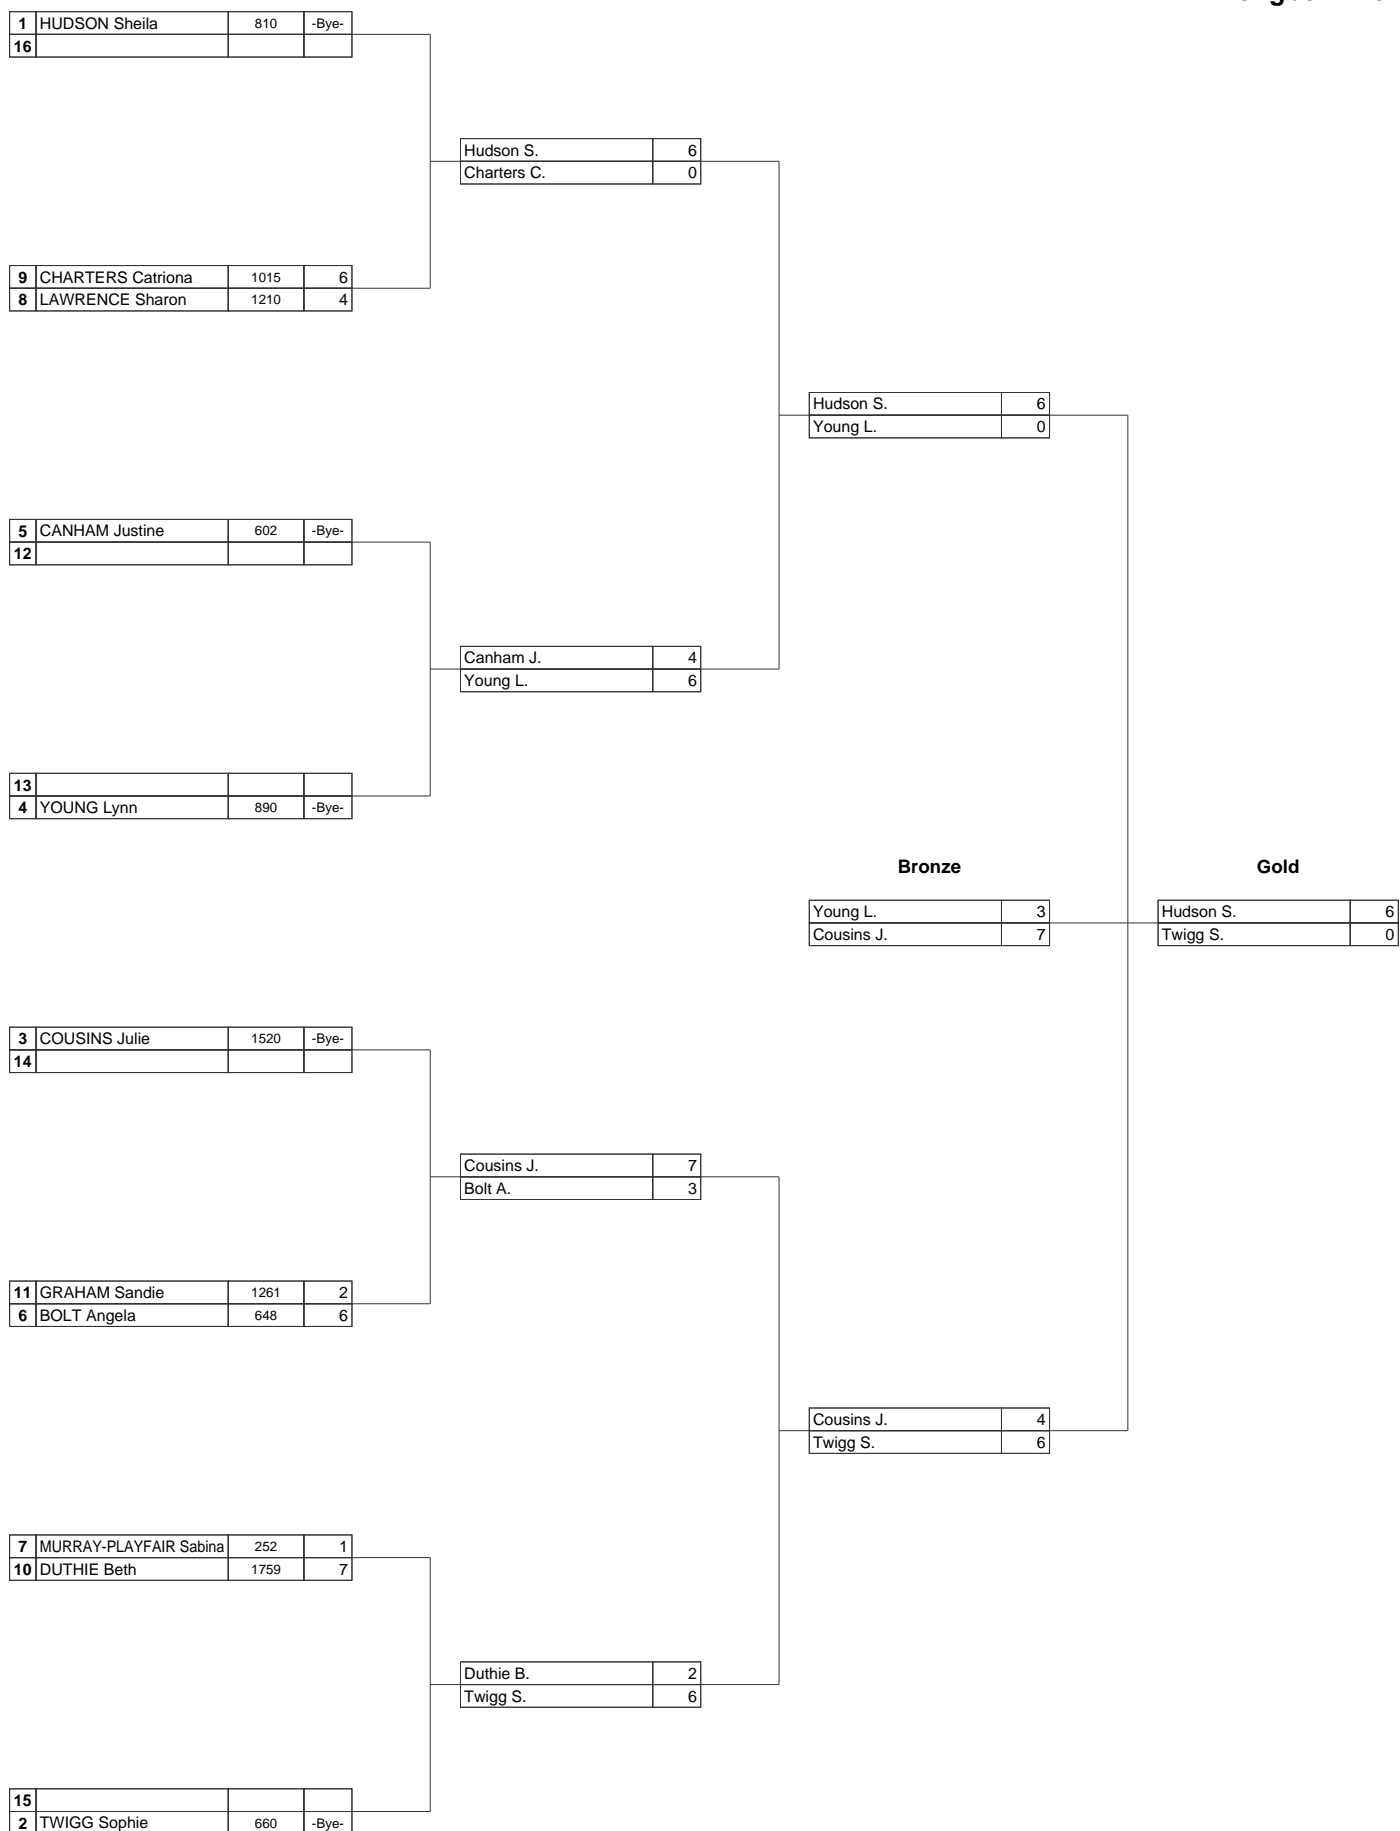 1 HUDSON Sheila 810 -Bye-
16
Hudson S. 6
Charters C. 0
9 CHARTERS Catriona 1015 6
8 LAWRENCE Sharon 1210 4
Hudson S. 6
Young L. 0
5 CANHAM Justine 602 -Bye-
12
Canham J. 4
Young L. 6
13
4 YOUNG Lynn 890 -Bye-
Bronze Gold
Young L. 3 Hudson S. 6
Cousins J. 7 Twigg S. 0
3 COUSINS Julie 1520 -Bye-
14
Cousins J. 7
Bolt A. 3
11 GRAHAM Sandie 1261 2
6 BOLT Angela 648 6
Cousins J. 4
Twigg S. 6
7 MURRAY-PLAYFAIR Sabina 252 1
10 DUTHIE Beth 1759 7
Duthie B. 2
Twigg S. 6
15
2 TWIGG Sophie 660 -Bye-